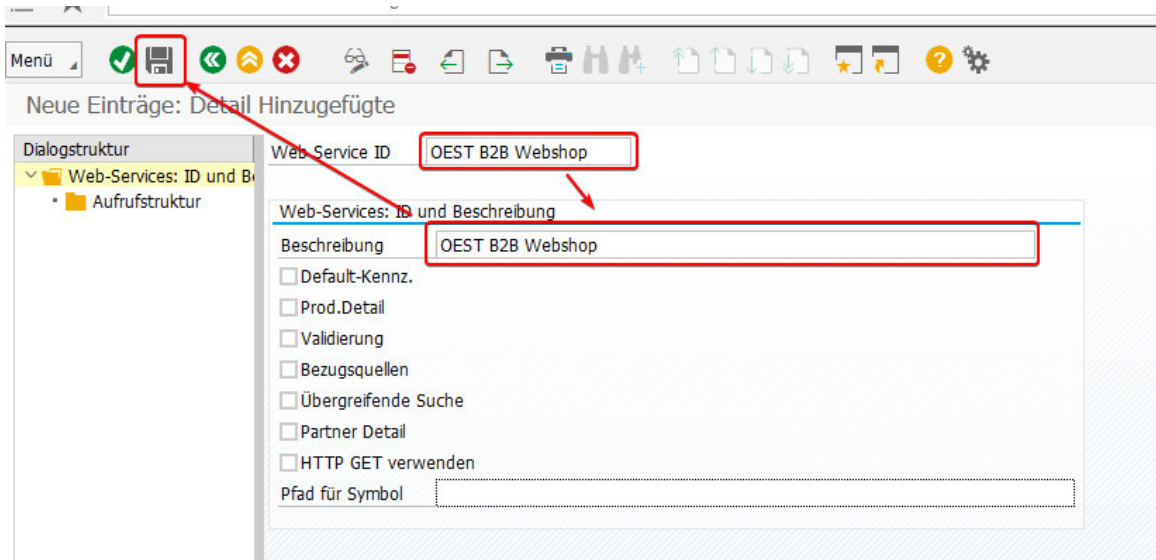 Menü
Neue Einträge: Detail Hinzugefügte
Dialogstruktur
Web-Services: ID und Be
Aufrufstruktur
Web Service ID OEST B2B Webshop
Web-Services: ID und Beschreibung
Beschreibung OEST B2B Webshop
Default-Kennz.
Prod.Detail
Validierung
Bezugsquellen
Übergreifende Suche
Partner Detail
HTTP GET verwenden
Pfad für Symbol